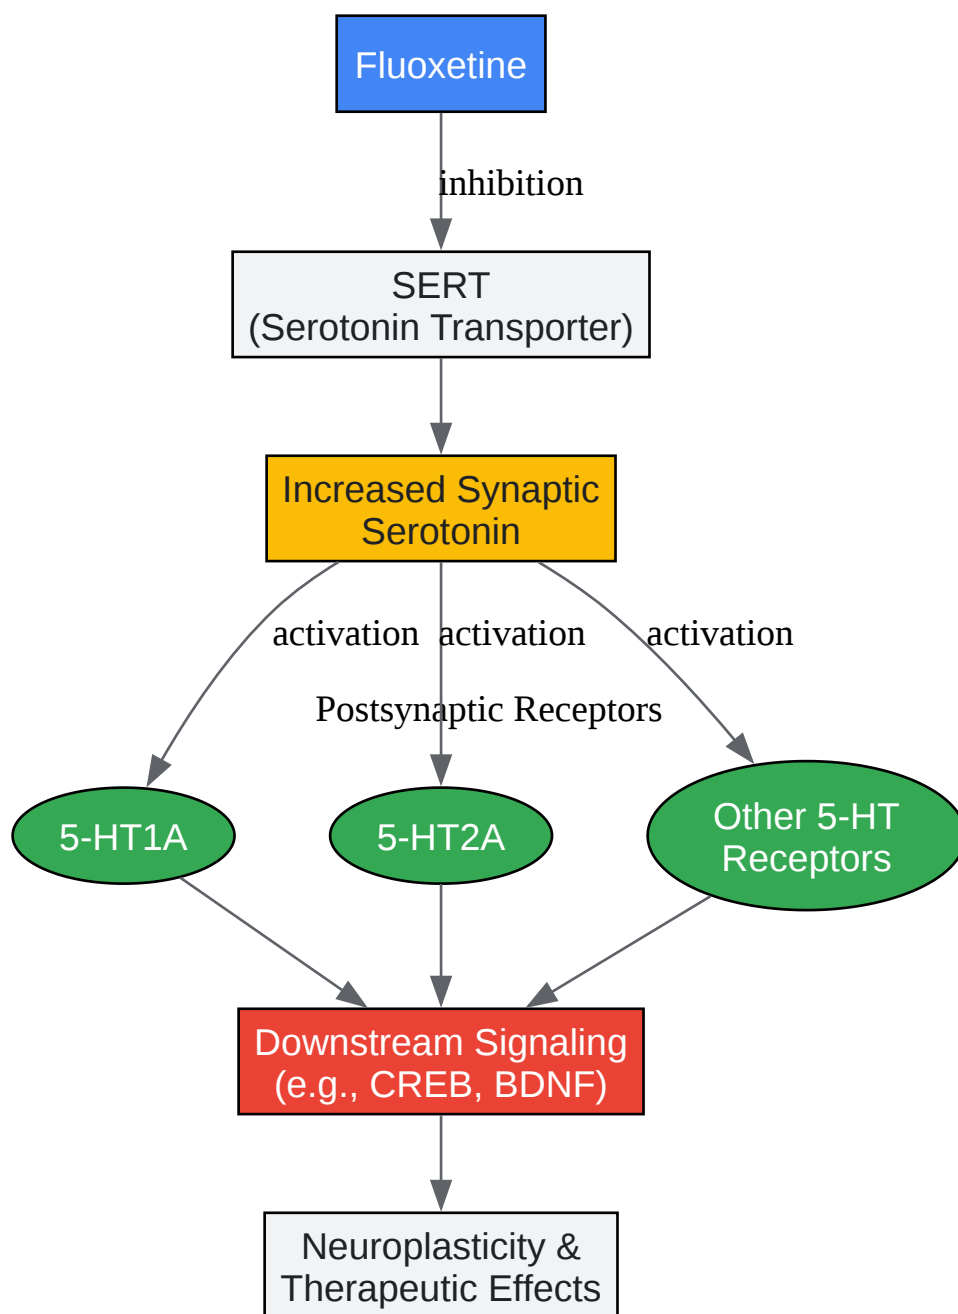 Fluoxetine
inhibition
SERT
(Serotonin Transporter)
Increased Synaptic
Serotonin
activation
activation
activation
Postsynaptic Receptors
5-HT1A
5-HT2A
Other 5-HT
Receptors
Downstream Signaling
(e.g., CREB, BDNF)
Neuroplasticity &
Therapeutic Effects